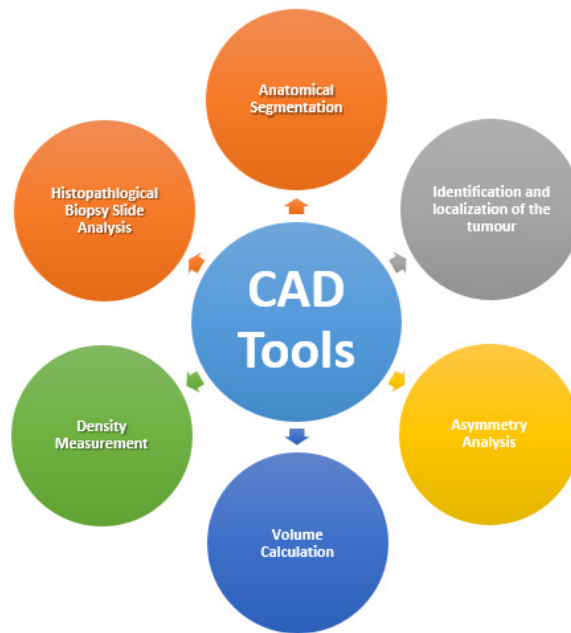 Anatomical
Segmentation
Histopathlogical
Biopsy Slide
Analysis
Identification and
localization of the
tumour
CAD
Tools
Density
Measurement
Asymmetry
Analysis
Volume
Calculation